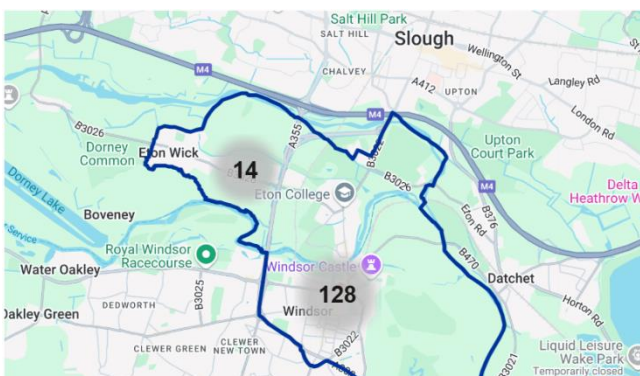 Salt Hill Park
SALT HILL
Slough
Wellington St
M4
CHALVEY
A412
UPTON
Langley Rd
London Rd
M4
B3026
A355
Dorney
Common
Eton Wick
B3022
Upton
Court Park
14
B3026
Eton College
M4
Delta
Heathrow W
Dorney Lake
Boveney
Eton Rd
B376
Service
Royal Windsor
Racecourse
B470
Water Oakley
Windsor Castle
Datchet
B3025
128
DEDWORTH
Windsor
Horton Rd
Oakley Green
CLEWER GREEN
CLEWER
NEW TOWN
B3022
B3021
Liquid Leisure
Wake Park
Temporarily closed